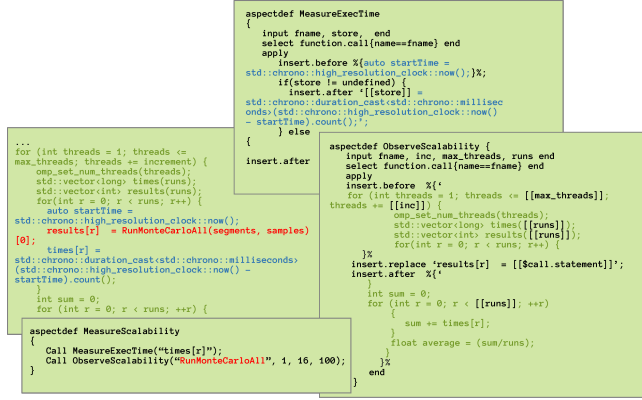 aspectdef MeasureExecTime
{
input fname, store,  end
select function.call{name==fname} end
apply
insert.before %{auto startTime =
std::chrono::high_resolution_clock::now();}%;
if(store != undefined) {
insert.after ‘[[store]] =
std::chrono::duration_cast<std::chrono::millisec
onds>(std::chrono::high_resolution_clock::now()
– startTime).count();’;
} else
{
insert.after
...
for (int threads = 1; threads <=
max_threads; threads += increment) {
omp_set_num_threads(threads);
std::vector<long> times(runs);
std::vector<int> results(runs);
for(int r = 0; r < runs; r++) {
auto startTime =
std::chrono::high_resolution_clock::now();
results[r]  = RunMonteCarloAll(segments, samples)
[0];
times[r] =
std::chrono::duration_cast<std::chrono::milliseconds>
(std::chrono::high_resolution_clock::now() –
startTime).count();
}
int sum = 0;
for (int r = 0; r < runs; ++r) {
aspectdef ObserveScalability {
input fname, inc, max_threads, runs end
select function.call{name==fname} end
apply
insert.before  %{‘
for (int threads = 1; threads <= [[max_threads]];
threads += [[inc]]) {
omp_set_num_threads(threads);
std::vector<long> times([[runs]]);
std::vector<int> results([[runs]]);
for(int r = 0; r < runs; r++) {
}%
insert.replace ‘results[r]  = [[$call.statement]]’;
insert.after  %{‘
}
int sum = 0;
for (int r = 0; r < [[runs]]; ++r)
{
sum += times[r];
}
float average = (sum/runs);
}
}%
end
}
aspectdef MeasureScalability
{
Call MeasureExecTime(“times[r]”);
Call ObserveScalability(“RunMonteCarloAll”, 1, 16, 100);
}